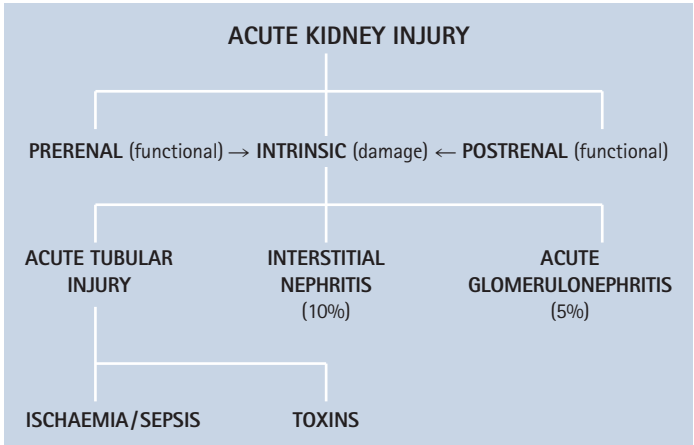 ACUTE KIDNEY INJURY
PRERENAL (functional) → INTRINSIC (damage) ← POSTRENAL (functional)
ACUTE TUBULAR
INJURY
INTERSTITIAL
NEPHRITIS
(10%)
ACUTE
GLOMERULONEPHRITIS
(5%)
ISCHAEMIA/SEPSIS
TOXINS